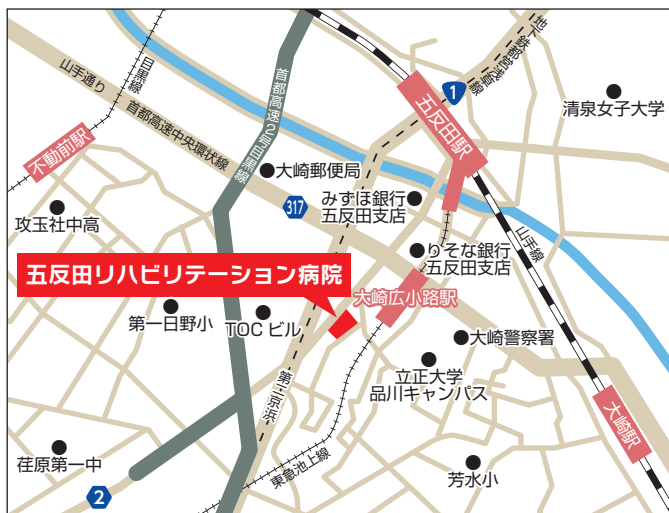 地下鉄都営浅草線
目黒線
山手通り
首都高速中央環状線
首都高速2号目黒線
1
五反田駅
清泉女子大学
不動前駅
大崎郵便局
攻玉社中高
317
みずほ銀行
五反田支店
りそな銀行
五反田支店
山手線
五反田リハビリテーション病院
大崎広小路駅
第一日野小
TOC ビル
大崎警察署
立正大学
品川キャンパス
第二京浜
大崎駅
荏原第一中
東急池上線
芳水小
2